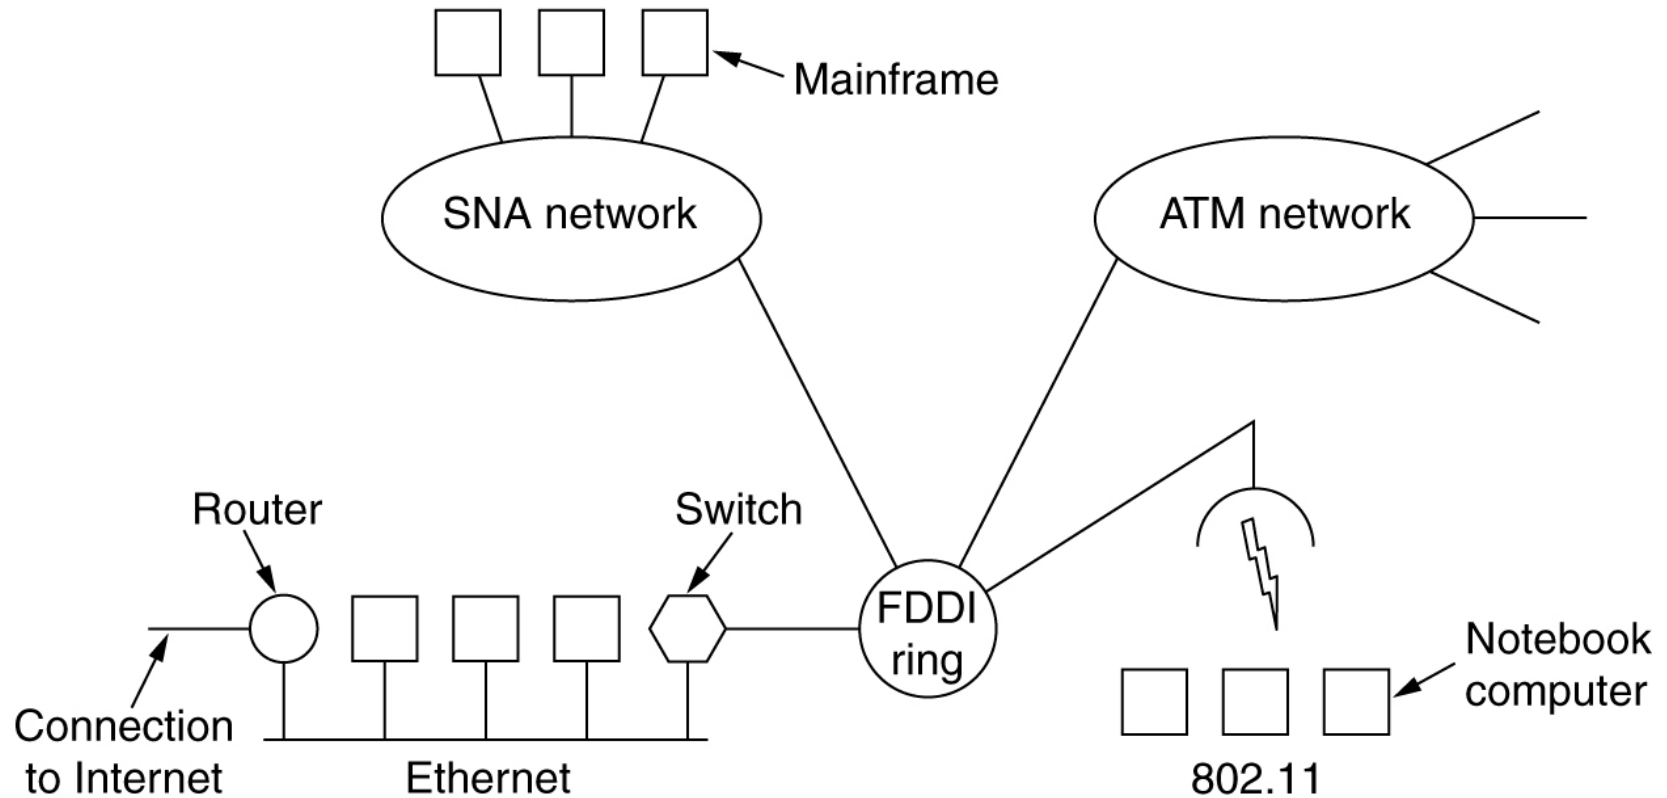 Mainframe
SNA network
ATM network
Router
Switch
FDDI
ring
Notebook
computer
Connection
to Internet
Ethernet
802.11